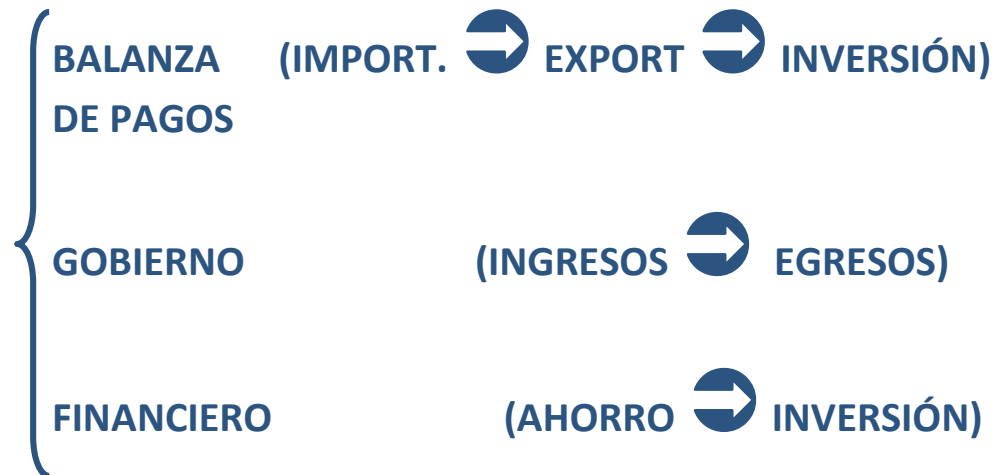 BALANZA (IMPORT. EXPORT INVERSIÓN)
DE PAGOS
GOBIERNO (INGRESOS EGRESOS)
FINANCIERO (AHORRO INVERSIÓN)